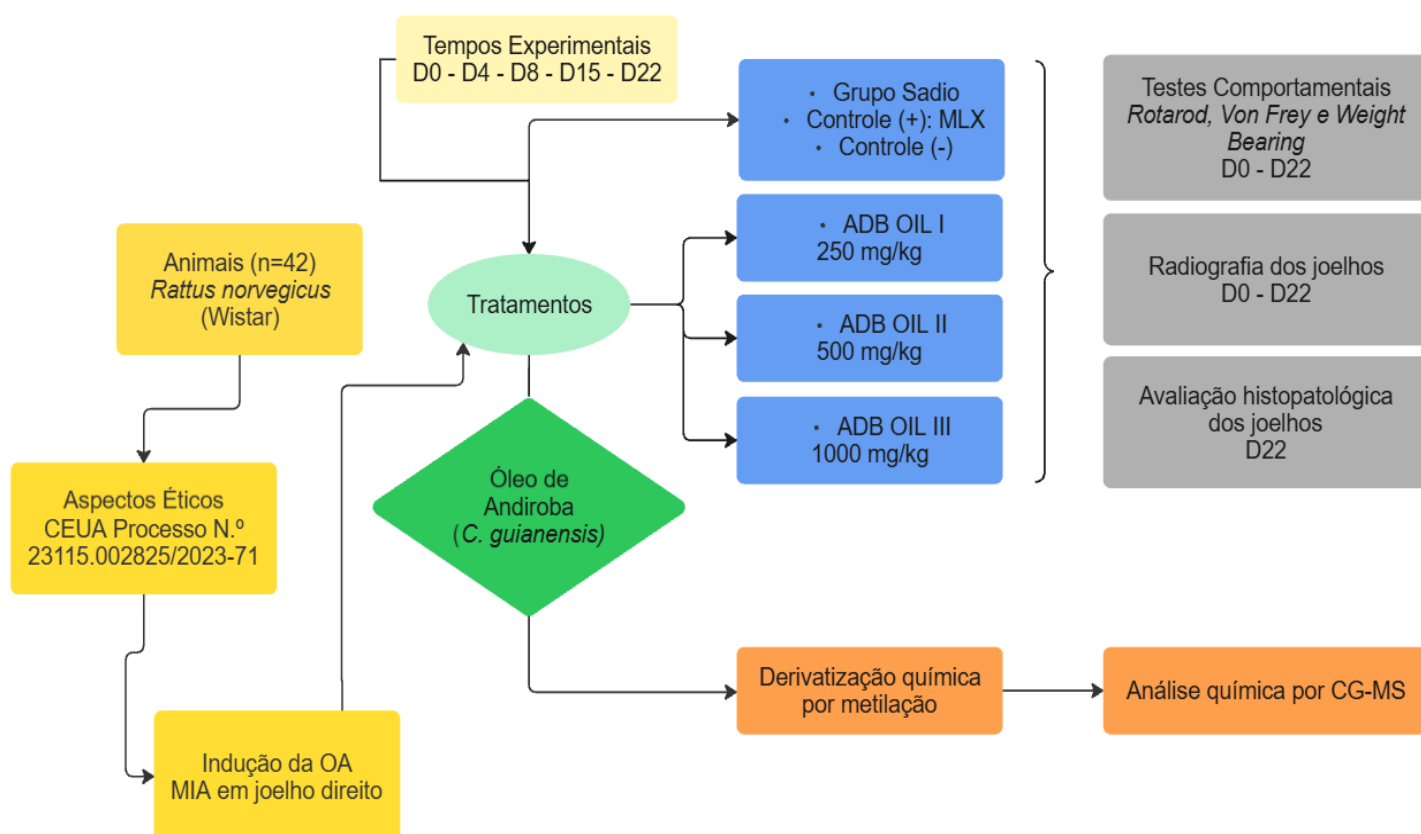 Tempos Experimentais
D0 - D4 - D8 - D15 - D22
Animais (n=42)
Rattus norvegicus
(Wistar)
Aspectos Éticos
CEUA Processo N.º
23115.002825/2023-71
Indução da OA
MIA em joelho direito
Tratamentos
Óleo de
Andiroba
(C. guianensis)
• Grupo Sadio
• Controle (+): MLX
• Controle (-)
• ADB OIL I
250 mg/kg
• ADB OIL II
500 mg/kg
• ADB OIL III
1000 mg/kg
Testes Comportamentais
Rotarod, Von Frey e Weight
Bearing
D0 - D22
Radiografia dos joelhos
D0 - D22
Avaliação histopatológica
dos joelhos
D22
Derivatização química
por metilação
Análise química por CG-MS